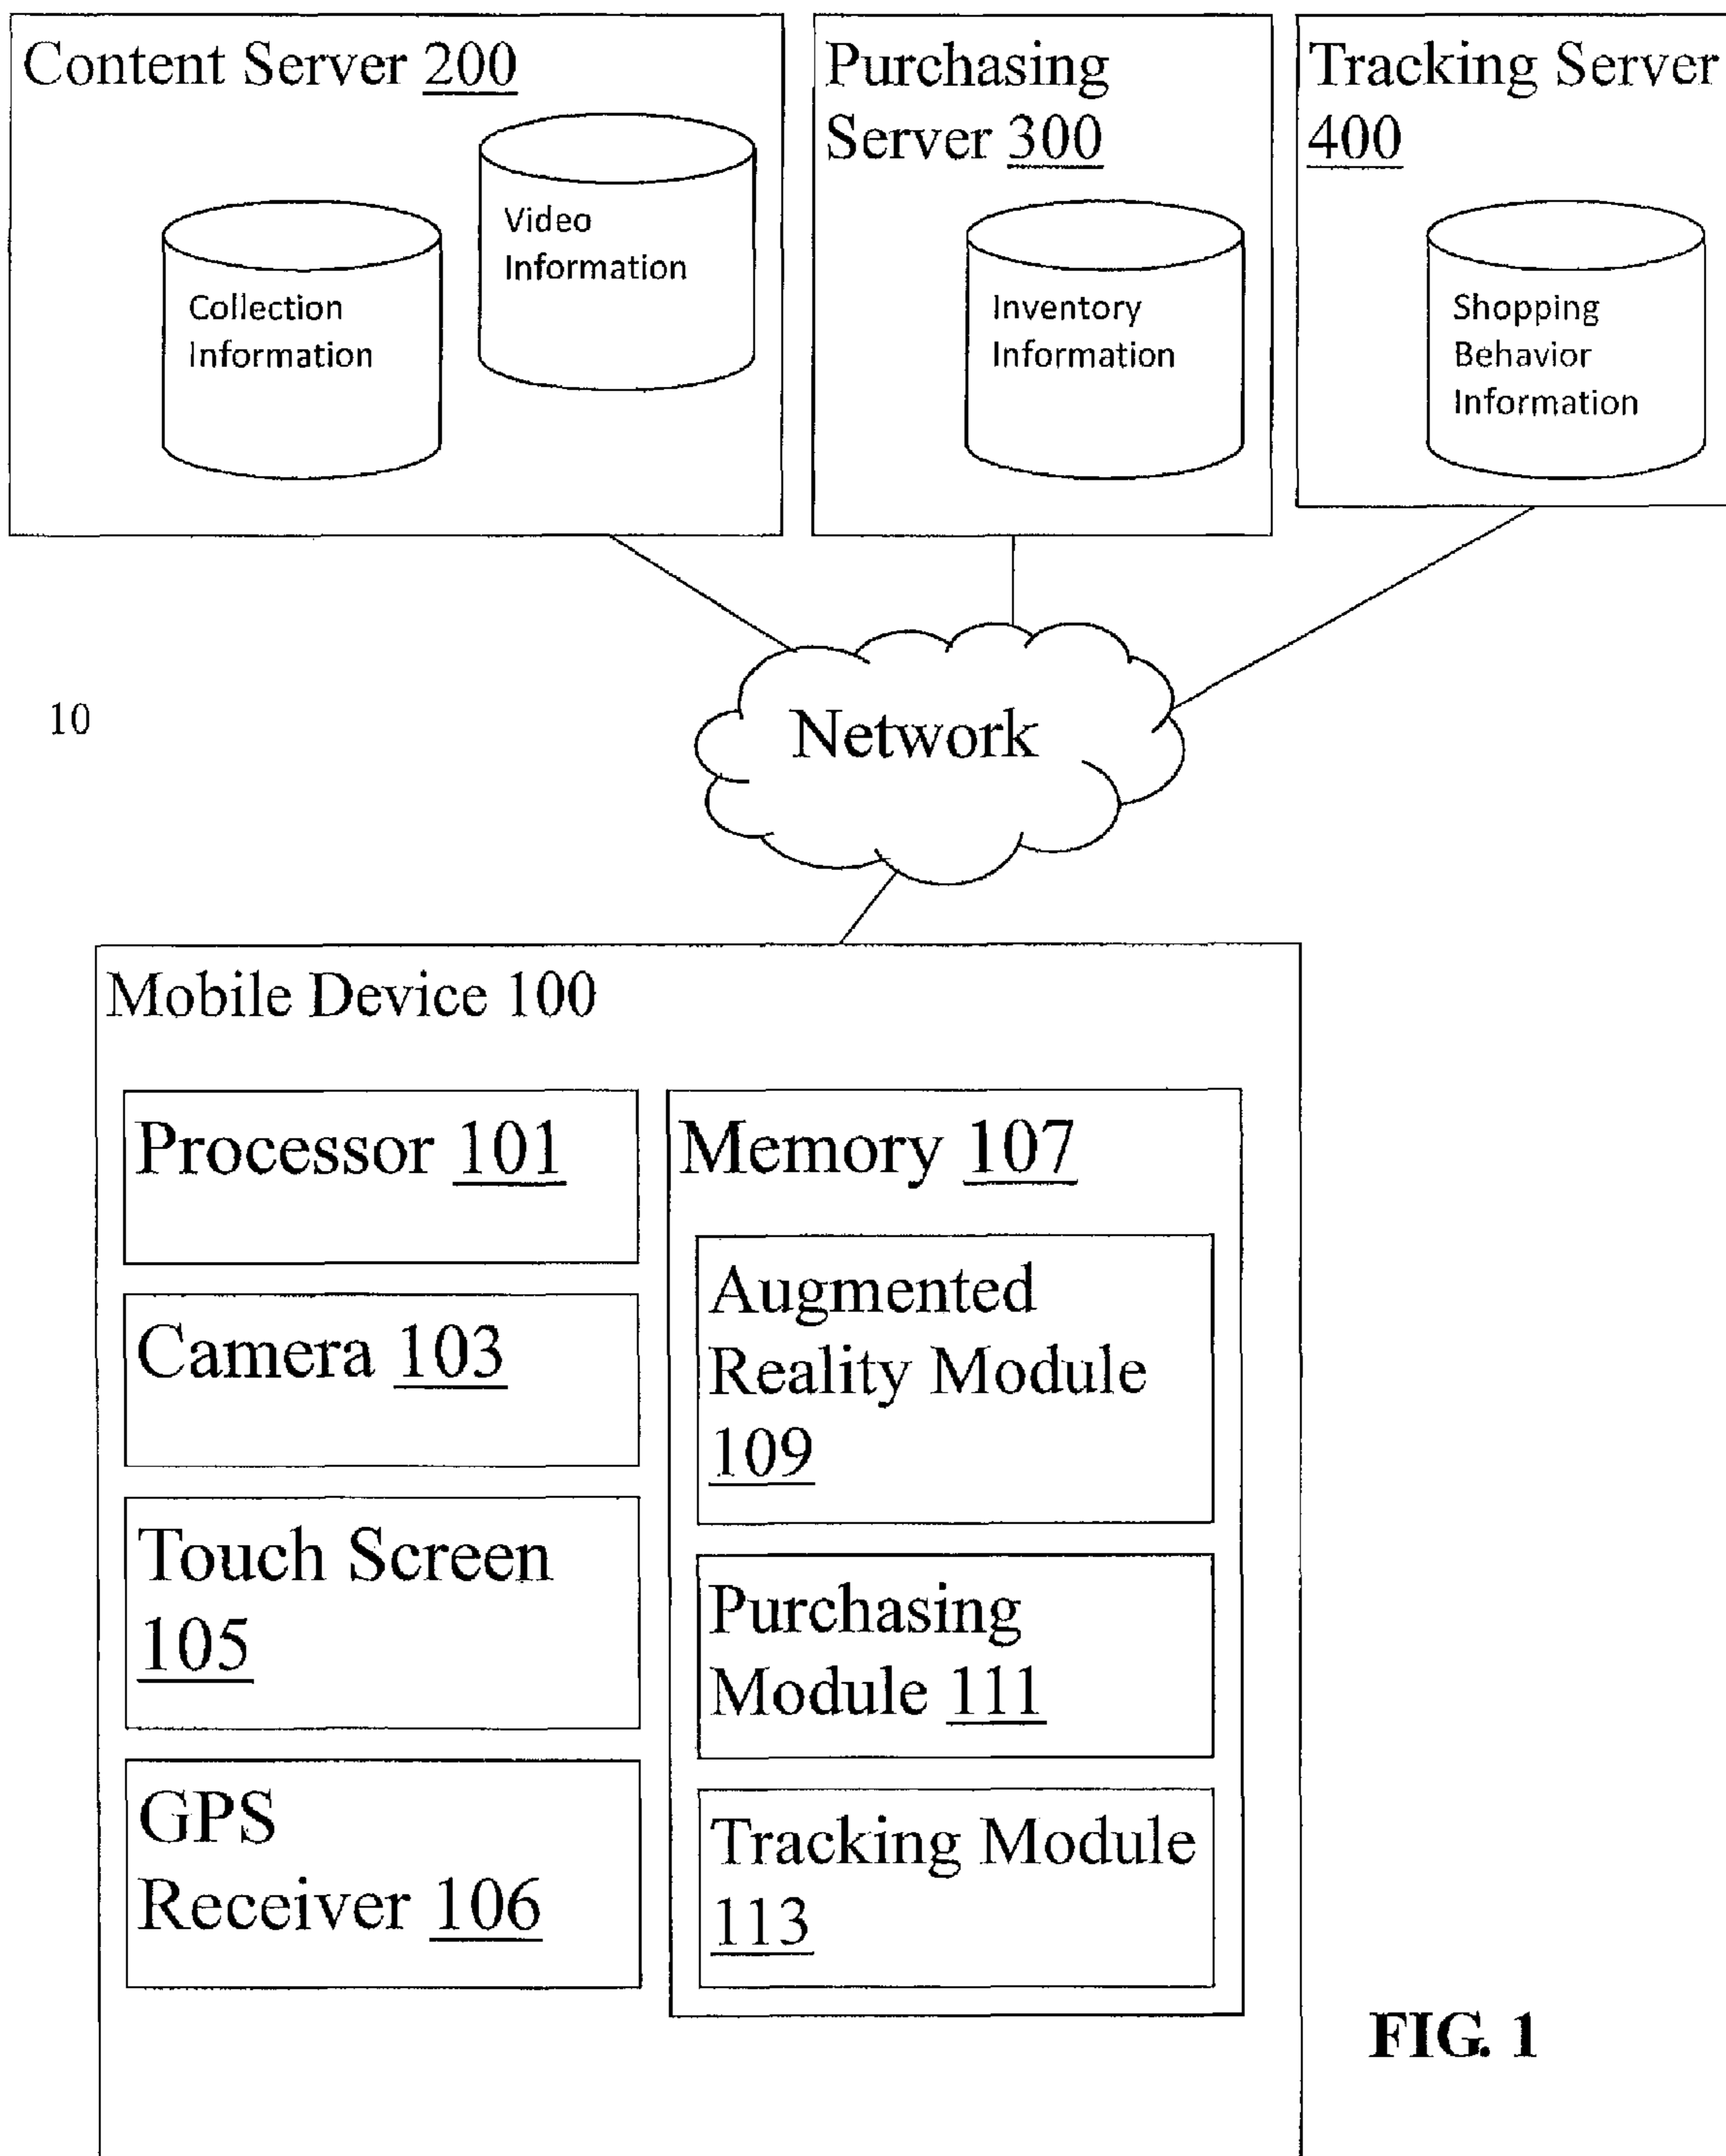 Content Server 200
Video
Information
Collection
Information
Purchasing
Server 300
Inventory
Information
Tracking Server
400
Shopping
Behavior
Information
10
Network
Mobile Device 100
Processor 101
Camera 103
Touch Screen
105
GPS
Receiver 106
Memory 107
Augmented
Reality Module
109
Purchasing
Module 111
Tracking Module
113
FIG. 1